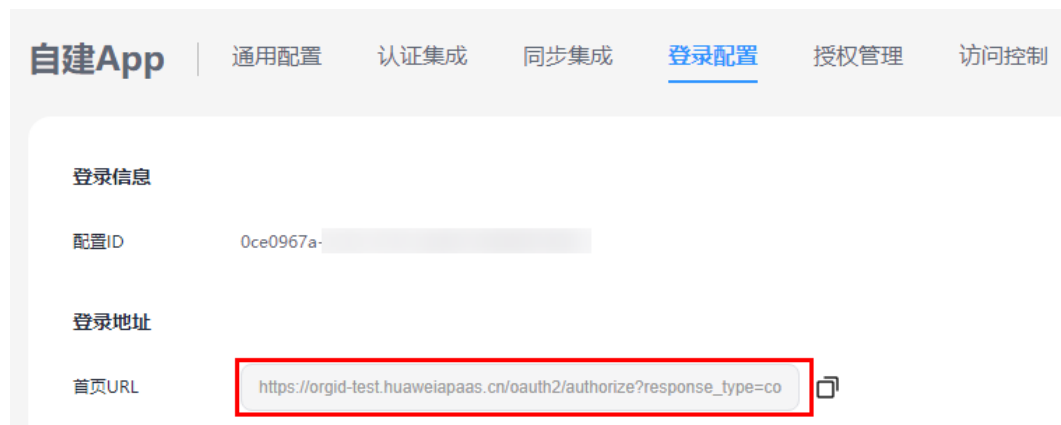 自建App 通用配置 认证集成 同步集成 登录配置 授权管理 访问控制
登录信息
配置ID 0ce0967a-
登录地址
首页URL https://orgid-test.huaweiapaas.cn/oauth2/authorize?response_type=co